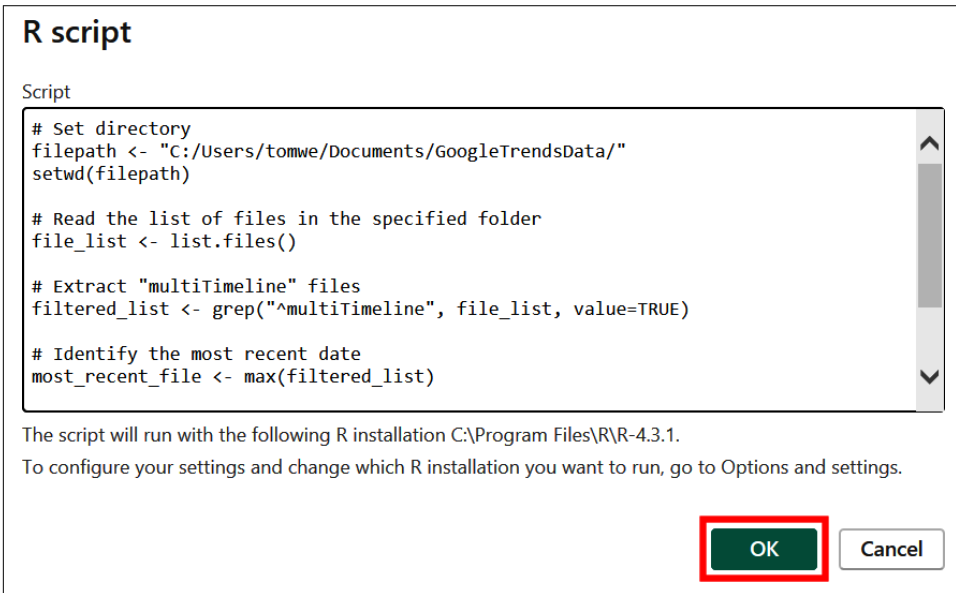 R script
Script
# Set directory
filepath <- "C:/Users/tomwe/Documents/GoogleTrendsData/"
setwd(filepath)
# Read the list of files in the specified folder
file_list <- list.files()
# Extract "multiTimeline" files
filtered_list <- grep("^multiTimeline", file_list, value=TRUE)
# Identify the most recent date
most_recent_file <- max(filtered_list)
The script will run with the following R installation C:\Program Files\R\R-4.3.1.
To configure your settings and change which R installation you want to run, go to Options and settings.
OK Cancel